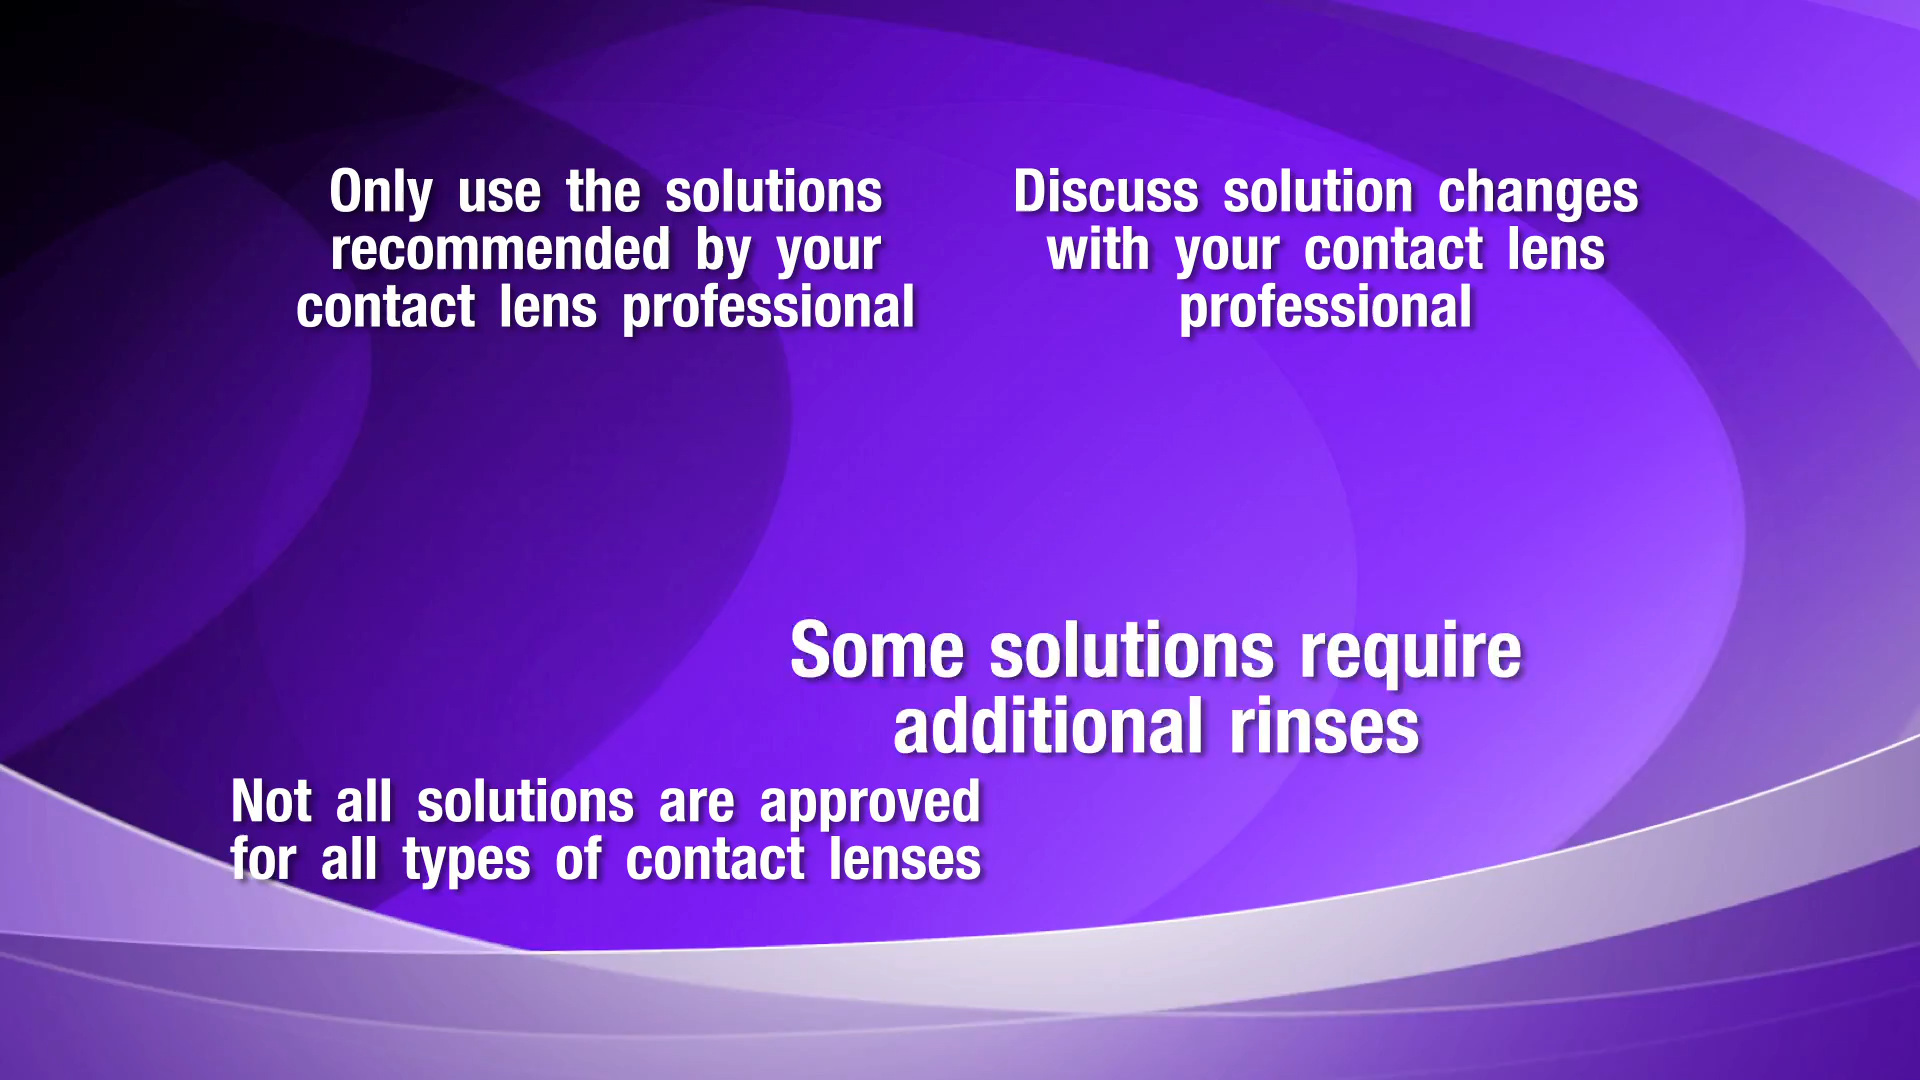 Only use the solutions
recommended by your
contact lens professional
Discuss solution changes
with your contact lens
professional
Some solutions require
additional rinses
Not all solutions are approved
for all types of contact lenses